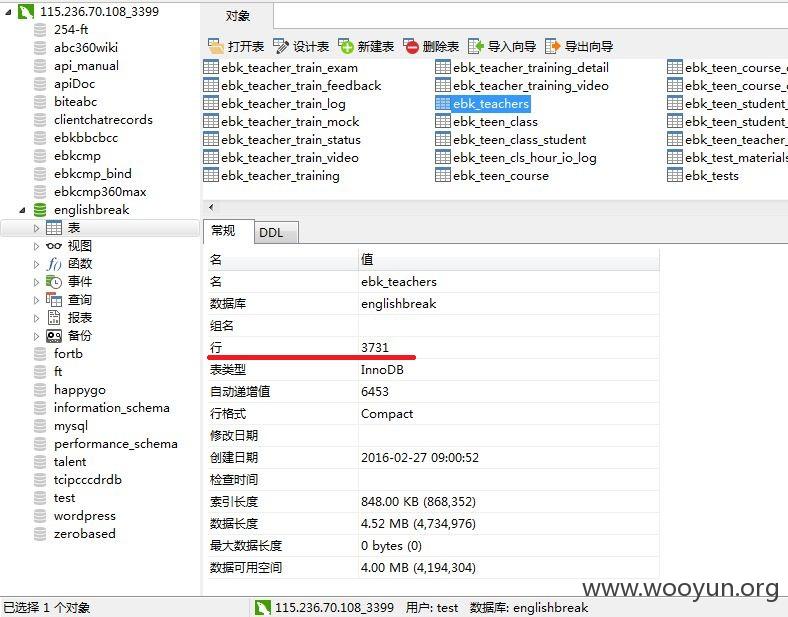 115.236.70.108_3399
254-ft
abc360wiki
api_manual
apiDoc
biteabc
clientchatrecords
ebkbbcbcc
ebkcmp
ebkcmp_bind
ebkcmp360max
englishbreak
表
视图
函数
事件
查询
报表
备份
fortb
ft
happygo
information_schema
mysql
performance_schema
talent
tcipcccdrdb
test
wordpress
zerobased
对象
打开表 设计表 新建表 删除表 导入向导 导出向导
ebk_teacher_train_exam
ebk_teacher_train_feedback
ebk_teacher_train_log
ebk_teacher_train_mock
ebk_teacher_train_status
ebk_teacher_train_video
ebk_teacher_training
ebk_teacher_training_detail
ebk_teacher_training_video
ebk_teachers
ebk_teen_class
ebk_teen_class_student
ebk_teen_cls_hour_io_log
ebk_teen_course
ebk_teen_course_
ebk_teen_course_
ebk_teen_student_
ebk_teen_student_
ebk_teen_teacher_
ebk_test_materials
ebk_tests
常规 DDL
名 值
名 ebk_teachers
数据库 englishbreak
组名
行 3731
表类型 InnoDB
自动递增值 6453
行格式 Compact
修改日期
创建日期 2016-02-27 09:00:52
检查时间
索引长度 848.00 KB (868,352)
数据长度 4.52 MB (4,734,976)
最大数据长度 0 bytes (0)
数据可用空间 4.00 MB (4,194,304)
www.wooyun.org
已选择 1 个对象 115.236.70.108_3399 用户: test 数据库: englishbreak